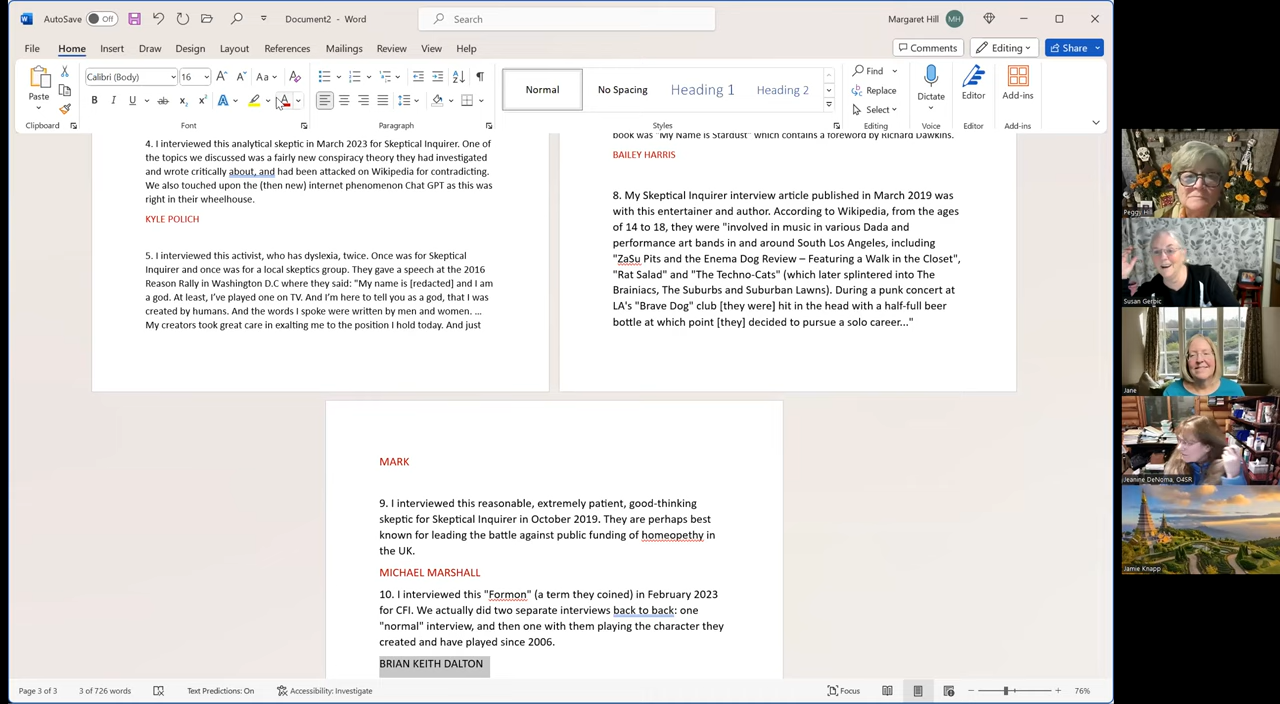 AutoSave
Off
Document2 - Word
Search
Margaret Hill
MH
File
Home
Insert
Draw
Design
Layout
References
Mailings
Review
View
Help
Comments
Editing
Share
Paste
Calibri (Body)
16
Aa
B I U ab x₂ x² A A
Normal
No Spacing
Heading 1
Heading 2
Find
Replace
Select
Dictate
Editor
Add-ins
Clipboard
Font
Paragraph
Styles
Editing
Voice
Editor
Add-ins
4. I interviewed this analytical skeptic in March 2023 for Skeptical Inquirer. One of
the topics we discussed was a fairly new conspiracy theory they had investigated
and wrote critically about, and had been attacked on Wikipedia for contradicting.
We also touched upon the (then new) internet phenomenon Chat GPT as this was
right in their wheelhouse.
KYLE POLICH
5. I interviewed this activist, who has dyslexia, twice. Once was for Skeptical
Inquirer and once was for a local skeptics group. They gave a speech at the 2016
Reason Rally in Washington D.C where they said: "My name is [redacted] and I am
a god. At least, I've played one on TV. And I'm here to tell you as a god, that I was
created by humans. And the words I spoke were written by men and women. ...
My creators took great care in exalting me to the position I hold today. And just
book was "My Name is Stardust" which contains a foreword by Richard Dawkins.
BAILEY HARRIS
8. My Skeptical Inquirer interview article published in March 2019 was
with this entertainer and author. According to Wikipedia, from the ages
of 14 to 18, they were "involved in music in various Dada and
performance art bands in and around South Los Angeles, including
"ZaSu Pits and the Enema Dog Review – Featuring a Walk in the Closet",
"Rat Salad" and "The Techno-Cats" (which later splintered into The
Brainiacs, The Suburbs and Suburban Lawns). During a punk concert at
LA's "Brave Dog" club [they were] hit in the head with a half-full beer
bottle at which point [they] decided to pursue a solo career..."
MARK
9. I interviewed this reasonable, extremely patient, good-thinking
skeptic for Skeptical Inquirer in October 2019. They are perhaps best
known for leading the battle against public funding of homeopethy in
the UK.
MICHAEL MARSHALL
10. I interviewed this "Formon" (a term they coined) in February 2023
for CFI. We actually did two separate interviews back to back: one
"normal" interview, and then one with them playing the character they
created and have played since 2006.
BRIAN KEITH DALTON
Page 3 of 3
3 of 726 words
Text Predictions: On
Accessibility: Investigate
Focus
76%
Peggy Hill
Susan Gerbic
Jane
Jeanine DeNoma, O4SR
Jamie Knapp